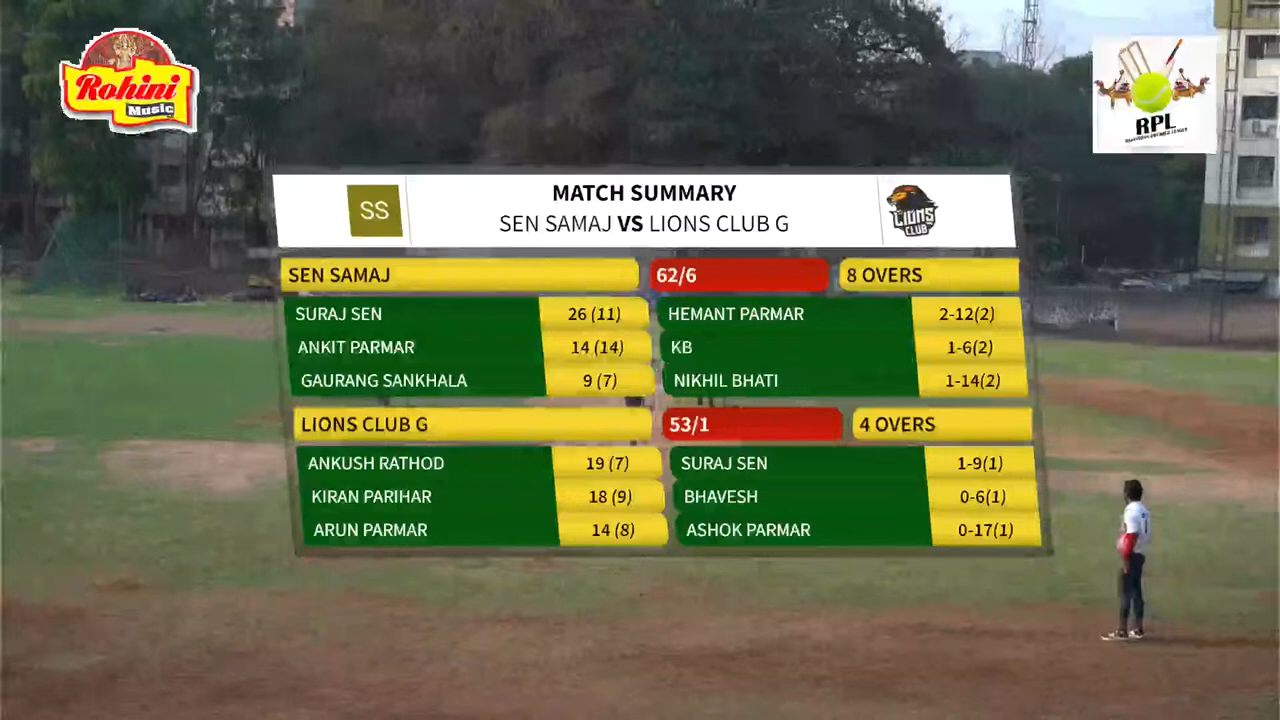 Rohini
Music
RPL
SS
MATCH SUMMARY
SEN SAMAJ VS LIONS CLUB G
LIONS
CLUB
SEN SAMAJ 62/6 8 OVERS
SURAJ SEN 26 (11) HEMANT PARMAR 2-12(2)
ANKIT PARMAR 14 (14) KB 1-6(2)
GAURANG SANKHALA 9 (7) NIKHIL BHATI 1-14(2)
LIONS CLUB G 53/1 4 OVERS
ANKUSH RATHOD 19 (7) SURAJ SEN 1-9(1)
KIRAN PARIHAR 18 (9) BHAVESH 0-6(1)
ARUN PARMAR 14 (8) ASHOK PARMAR 0-17(1)